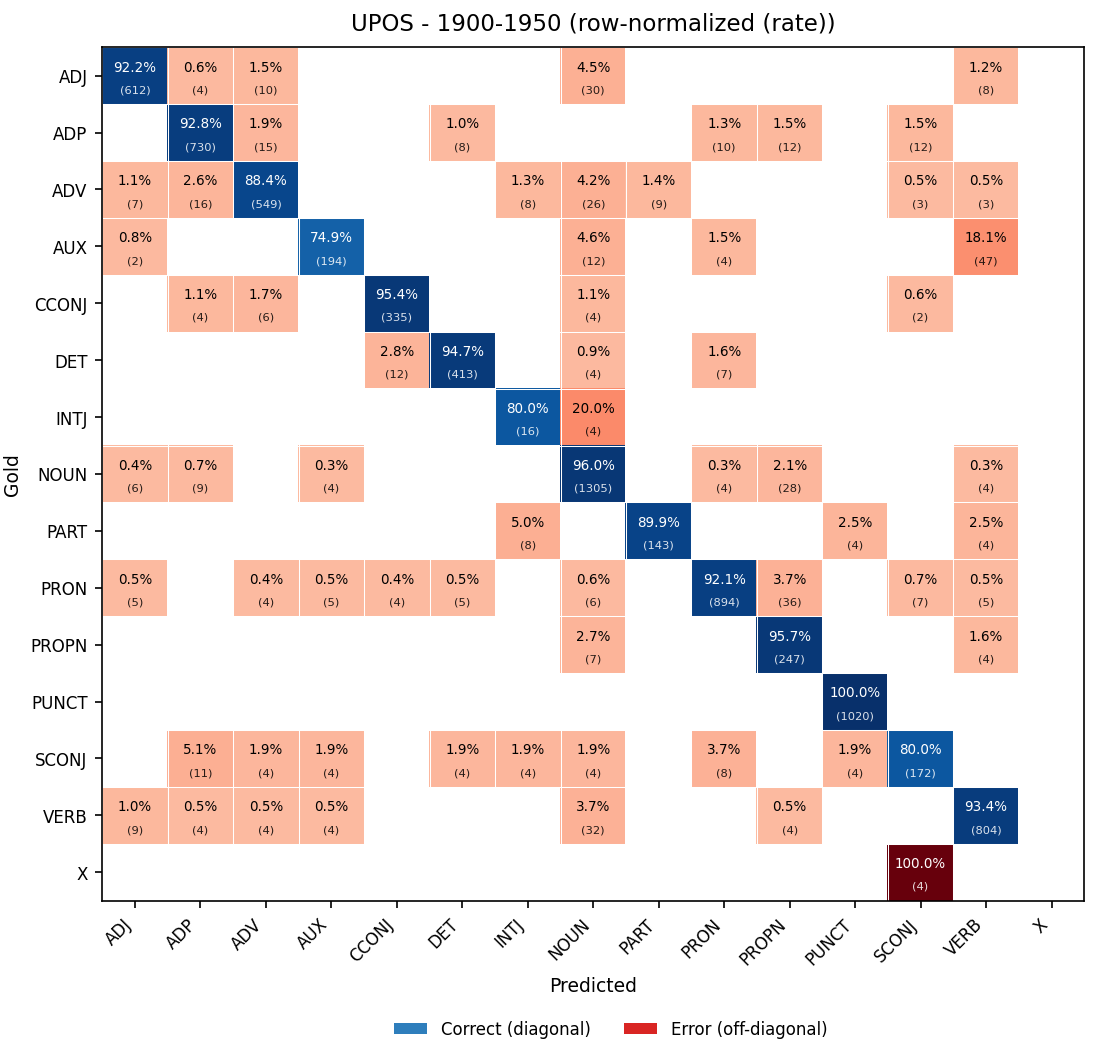 UPOS - 1900-1950 (row-normalized (rate))
ADJ 92.2% 0.6% 1.5% 4.5% 1.2%
(612) (4) (10) (30) (8)
ADP 92.8% 1.9% 1.0% 1.3% 1.5% 1.5%
(730) (15) (8) (10) (12) (12)
ADV 1.1% 2.6% 88.4% 1.3% 4.2% 1.4% 0.5% 0.5%
(7) (16) (549) (8) (26) (9) (3) (3)
AUX 0.8% 74.9% 4.6% 1.5% 18.1%
(2) (194) (12) (4) (47)
CCONJ 1.1% 1.7% 95.4% 1.1% 0.6%
(4) (6) (335) (4) (2)
DET 2.8% 94.7% 0.9% 1.6%
(12) (413) (4) (7)
INTJ 80.0% 20.0%
(16) (4)
Gold
NOUN 0.4% 0.7% 0.3% 96.0% 0.3% 2.1% 0.3%
(6) (9) (4) (1305) (4) (28) (4)
PART 5.0% 89.9% 2.5% 2.5%
(8) (143) (4) (4)
PRON 0.5% 0.4% 0.5% 0.4% 0.5% 0.6% 92.1% 3.7% 0.7% 0.5%
(5) (4) (5) (4) (5) (6) (894) (36) (7) (5)
PROPN 2.7% 95.7% 1.6%
(7) (247) (4)
PUNCT 100.0%
(1020)
SCONJ 5.1% 1.9% 1.9% 1.9% 1.9% 1.9% 3.7% 1.9% 80.0%
(11) (4) (4) (4) (4) (4) (8) (4) (172)
VERB 1.0% 0.5% 0.5% 0.5% 3.7% 0.5% 93.4%
(9) (4) (4) (4) (32) (4) (804)
X 100.0%
(4)
ADJ ADP ADV AUX CCONJ DET INTJ NOUN PART PRON PROPN PUNCT SCONJ VERB X
Predicted
Correct (diagonal) Error (off-diagonal)